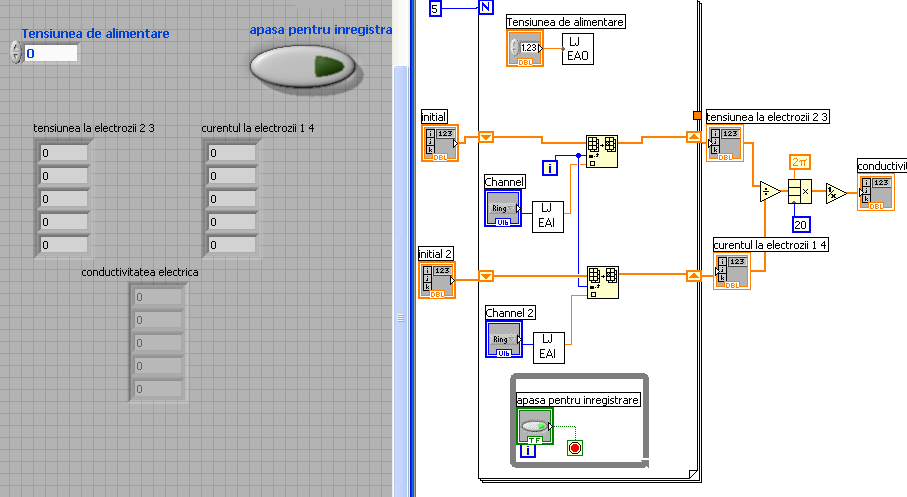 Tensiunea de alimentare
0
apasa pentru inregistra
tensiunea la electrozii 2 3
0
0
0
0
0
curentul la electrozii 1 4
0
0
0
0
0
conductivitatea electrica
0
0
0
0
0
5
N
Tensiunea de alimentare
1.23
DBL
LJ
EAO
initial
i
j
k
123
DBL
i
Channel
Ring
U16
LJ
EAI
tensiunea la electrozii 2 3
i
j
k
123
DBL
2π
÷
x
20
1/x
conductivit
i
j
k
123
DBL
initial 2
i
j
k
123
DBL
curentul la electrozii 1 4
i
j
k
123
DBL
Channel 2
Ring
U16
LJ
EAI
apasa pentru inregistrare
TF
i